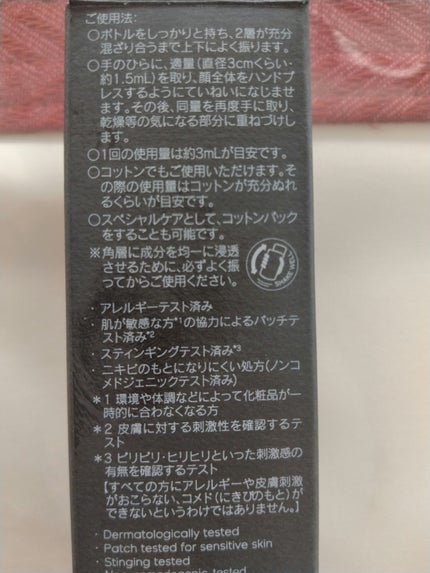 ご使用法:
○ボトルをしっかりと持ち、2層が充分
混ざり合うまで上下によく振ります。
○手のひらに、適量(直径3cmくらい・
約1.5mL)を取り、顔全体をハンドプ
レスするようにていねいになじませ
ます。その後、同量を再度手に取り、
乾燥等の気になる部分に重ねづけし
ます。
○1回の使用量は約3mLが目安です。
○コットンでもご使用いただけます。そ
の際の使用量はコットンが充分ぬれ
るくらいが目安です。
○スペシャルケアとして、コットンパック
をすることも可能です。
※角層に成分を均一に浸透
させるために、必ずよく振
ってからご使用ください。
SHAKE WELL
・アレルギーテスト済み
・肌が敏感な方*1の協力によるパッチテ
スト済み*2
・スティンギングテスト済み*3
・ニキビのもとになりにくい処方(ノンコ
メドジェニックテスト済み)
*1 環境や体調などによって化粧品が一
時的に合わなくなる方
*2 皮膚に対する刺激性を確認するテ
スト
*3 ピリピリ・ヒリヒリといった刺激感の
有無を確認するテスト
【すべての方にアレルギーや皮膚刺激
がおこらない、コメド(にきびのもと)が
できないというわけではありません。】
・Dermatologically tested
・Patch tested for sensitive skin
・Stinging tested